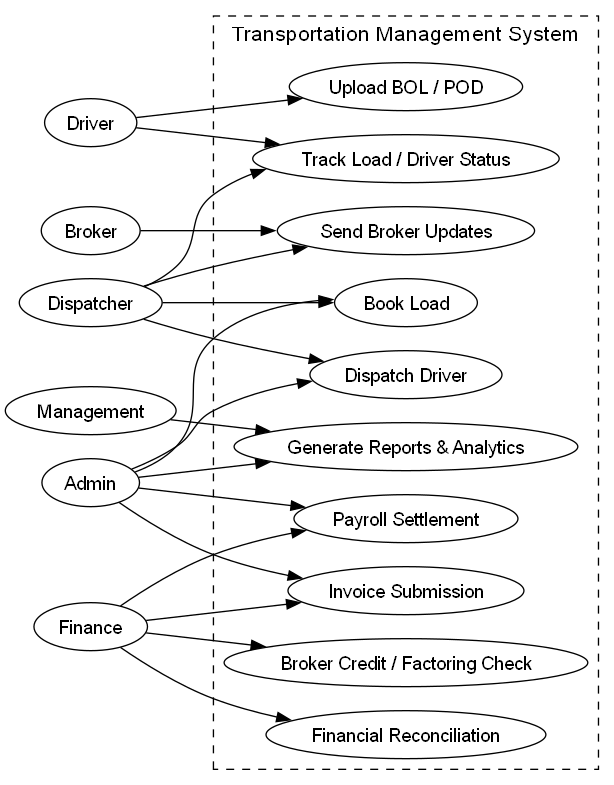 Transportation Management System
Upload BOL / POD
Driver
Track Load / Driver Status
Broker
Send Broker Updates
Dispatcher
Book Load
Dispatch Driver
Management
Generate Reports & Analytics
Admin
Payroll Settlement
Invoice Submission
Finance
Broker Credit / Factoring Check
Financial Reconciliation